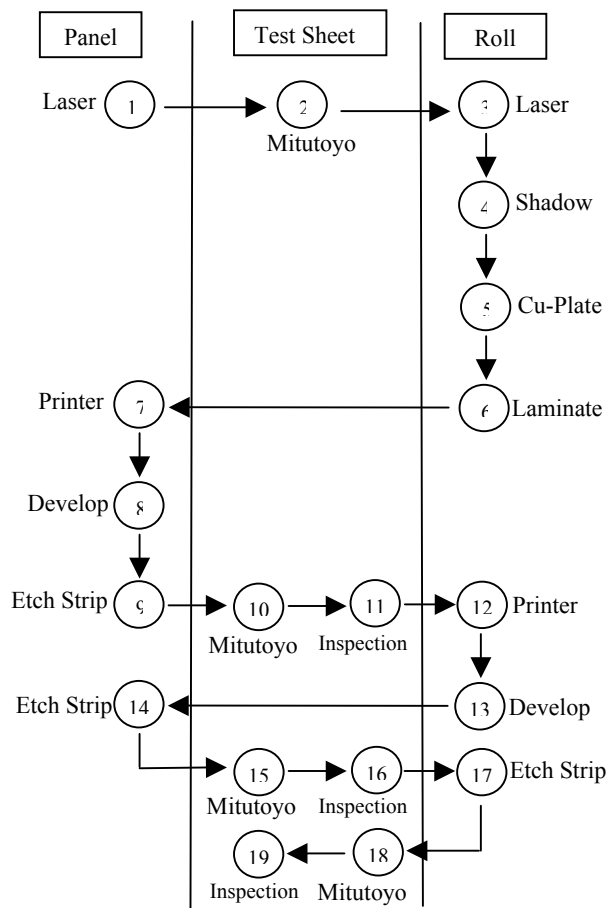 Panel Test Sheet Roll
Laser 1 2 3 Laser
Mitutoyo
4 Shadow
5 Cu-Plate
Printer 7 6 Laminate
Develop 8
Etch Strip 9 10 11 12 Printer
Mitutoyo Inspection
Etch Strip 14 13 Develop
15 16 17 Etch Strip
Mitutoyo Inspection
19 18
Inspection Mitutoyo